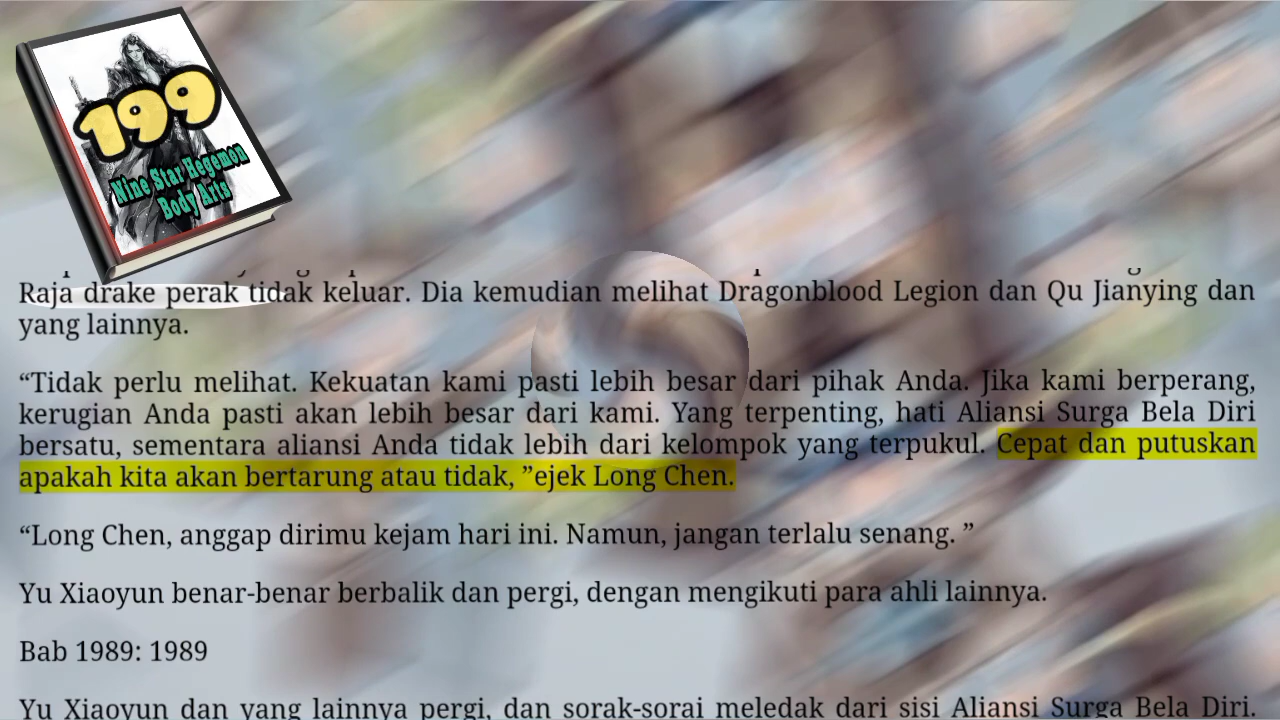 199
Nine Star Hegemon
Body Arts
Raja drake perak tidak keluar. Dia kemudian melihat Dragonblood Legion dan Qu Jianying dan
yang lainnya.
“Tidak perlu melihat. Kekuatan kami pasti lebih besar dari pihak Anda. Jika kami berperang,
kerugian Anda pasti akan lebih besar dari kami. Yang terpenting, hati Aliansi Surga Bela Diri
bersatu, sementara aliansi Anda tidak lebih dari kelompok yang terpukul. Cepat dan putuskan
apakah kita akan bertarung atau tidak, ”ejek Long Chen.
“Long Chen, anggap dirimu kejam hari ini. Namun, jangan terlalu senang. ”
Yu Xiaoyun benar-benar berbalik dan pergi, dengan mengikuti para ahli lainnya.
Bab 1989: 1989
Yu Xiaoyun dan yang lainnya pergi, dan sorak-sorai meledak dari sisi Aliansi Surga Bela Diri.